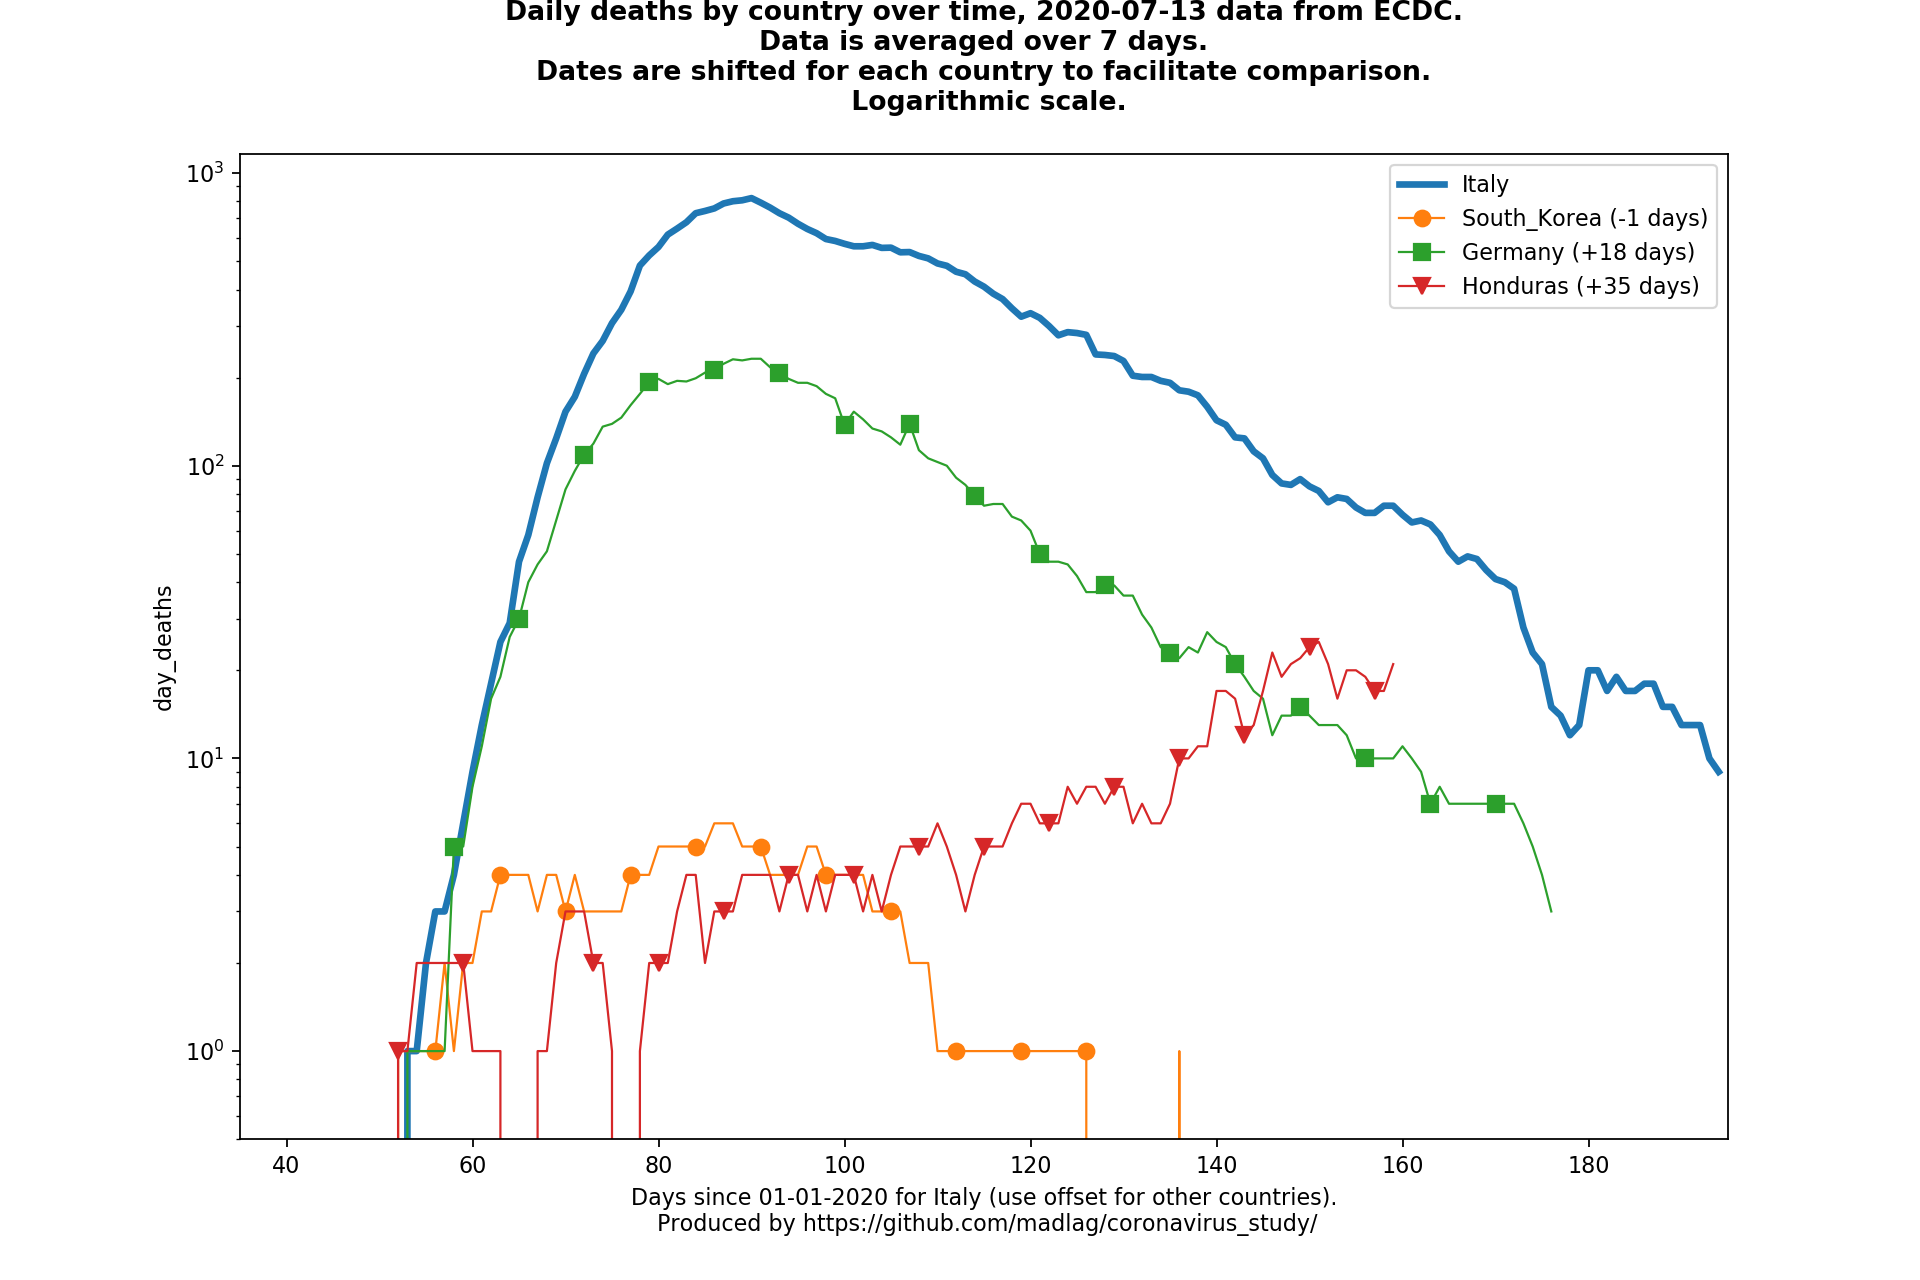 Daily deaths by country over time, 2020-07-13 data from ECDC.
Data is averaged over 7 days.
Dates are shifted for each country to facilitate comparison.
Logarithmic scale.
10³
10²
10¹
10⁰
day_deaths
Italy
South_Korea (-1 days)
Germany (+18 days)
Honduras (+35 days)
40 60 80 100 120 140 160 180
Days since 01-01-2020 for Italy (use offset for other countries).
Produced by https://github.com/madlag/coronavirus_study/